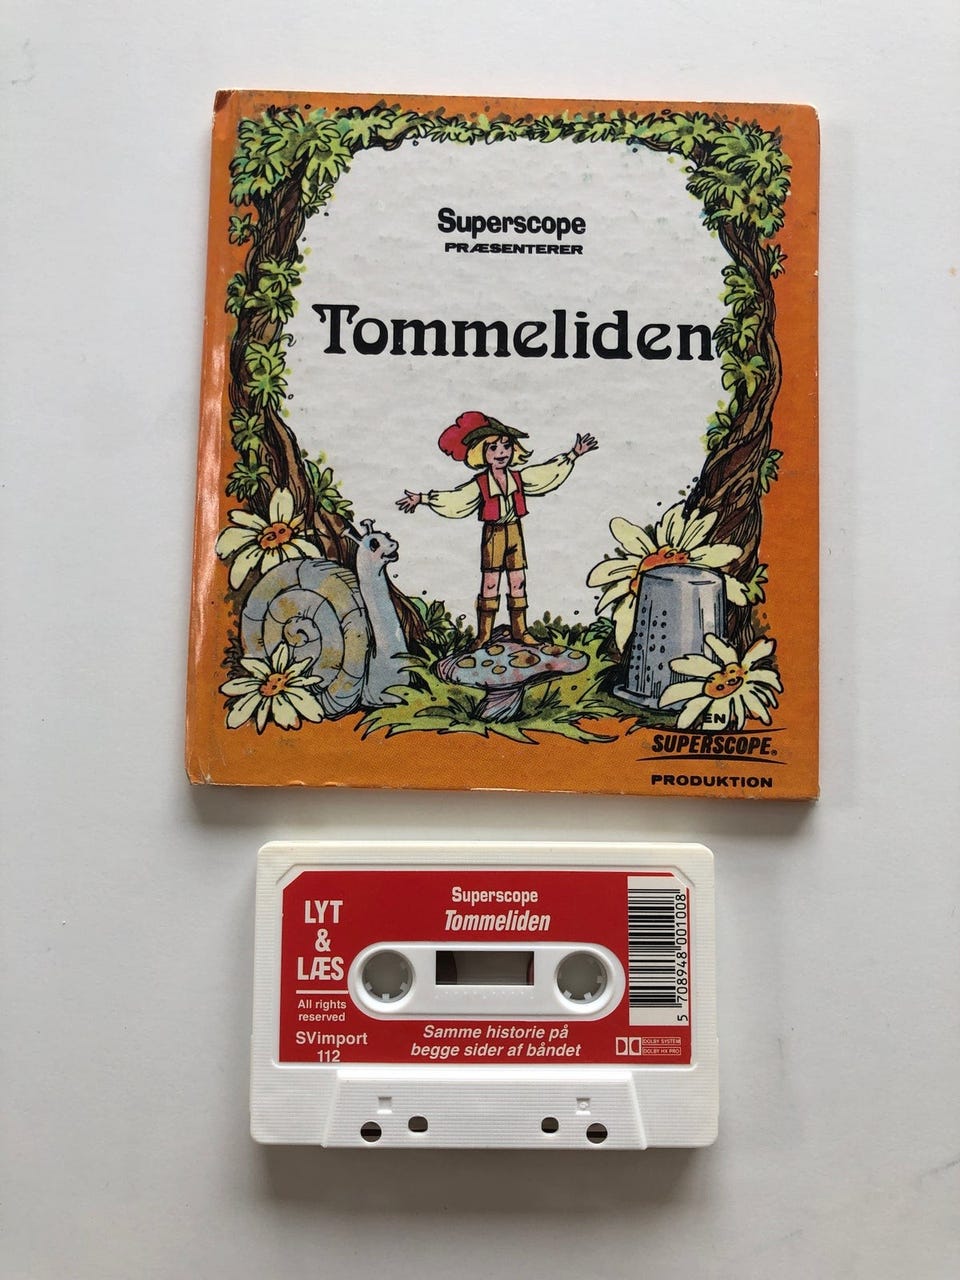 Superscope
PRÆSENTERER
Tommeliden
EN
SUPERSCOPE®
PRODUKTION
LYT
&
LÆS
All rights
reserved
SVimport
112
Superscope
Tommeliden
Samme historie på
begge sider af båndet
5 708948 001008
DOLBY SYSTEM
DOLBY HX PRO